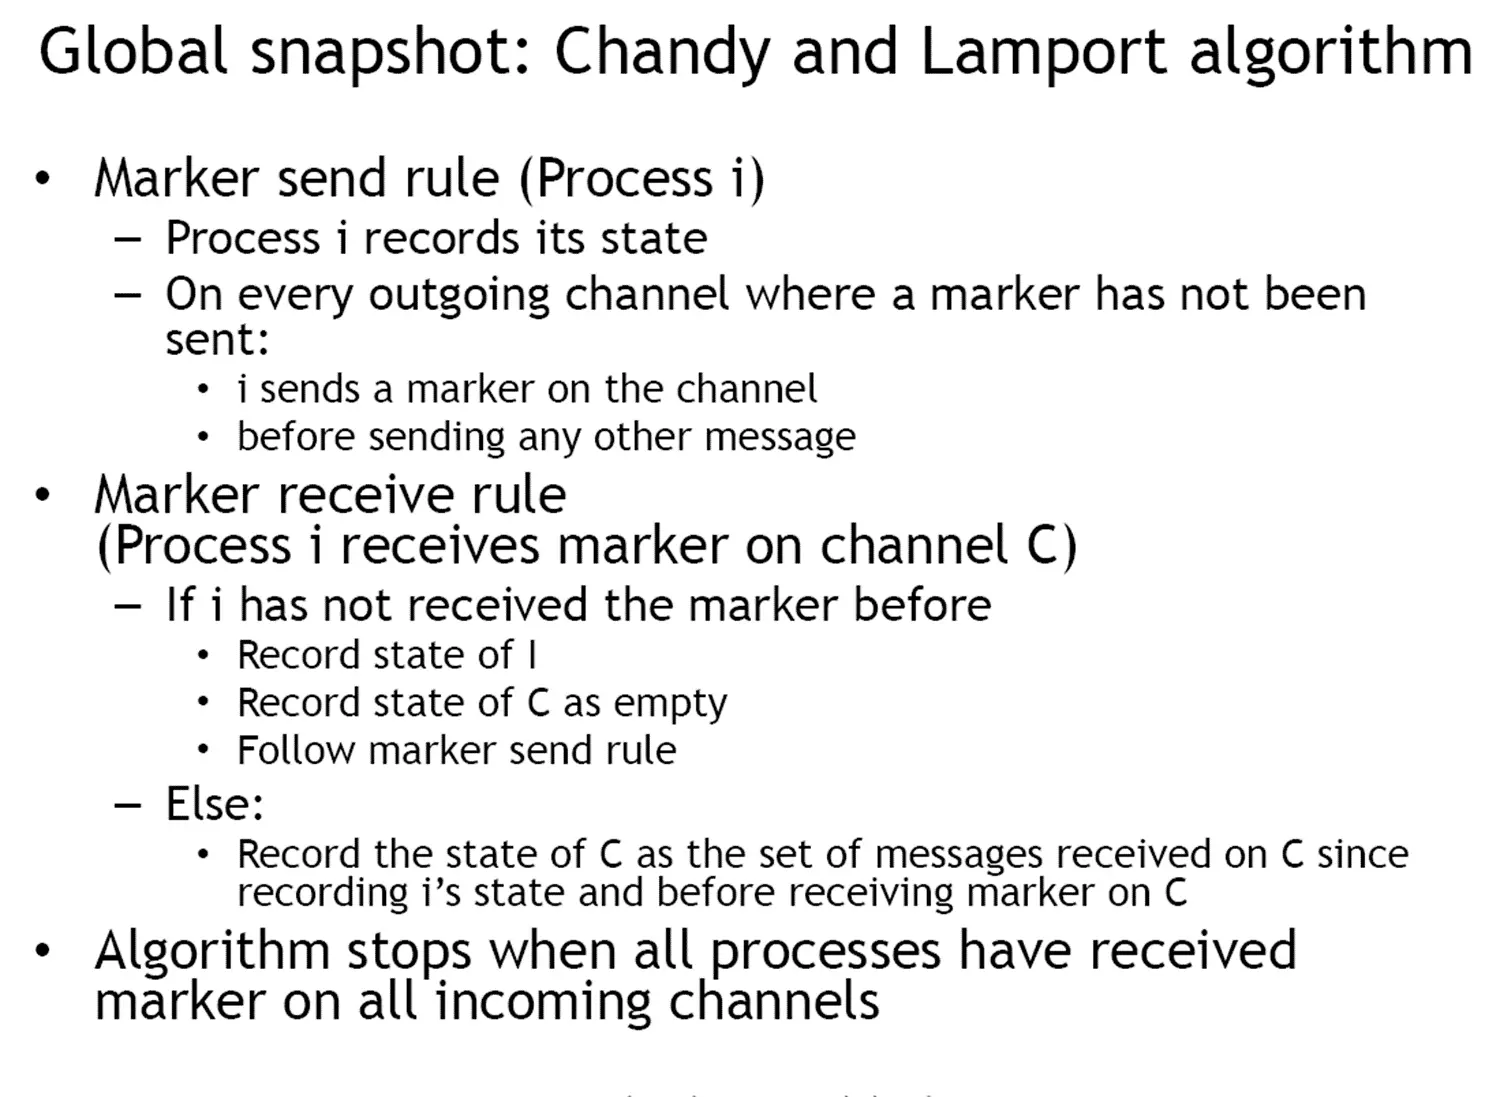 Global snapshot: Chandy and Lamport algorithm
• Marker send rule (Process i)
– Process i records its state
– On every outgoing channel where a marker has not been
sent:
• i sends a marker on the channel
• before sending any other message
• Marker receive rule
(Process i receives marker on channel C)
– If i has not received the marker before
• Record state of I
• Record state of C as empty
• Follow marker send rule
– Else:
• Record the state of C as the set of messages received on C since
recording i's state and before receiving marker on C
• Algorithm stops when all processes have received
marker on all incoming channels